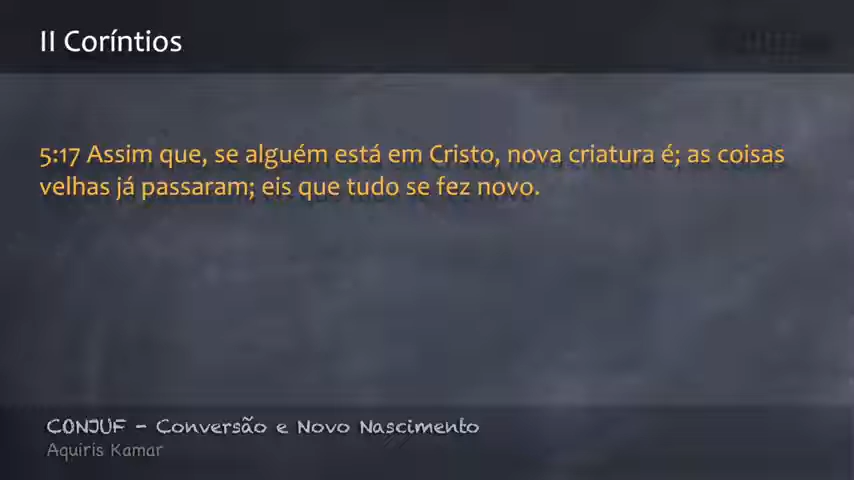 II Coríntios
5:17 Assim que, se alguém está em Cristo, nova criatura é; as coisas
velhas já passaram; eis que tudo se fez novo.
CONJUF - Conversão e Novo Nascimento
Aquiris Kamar